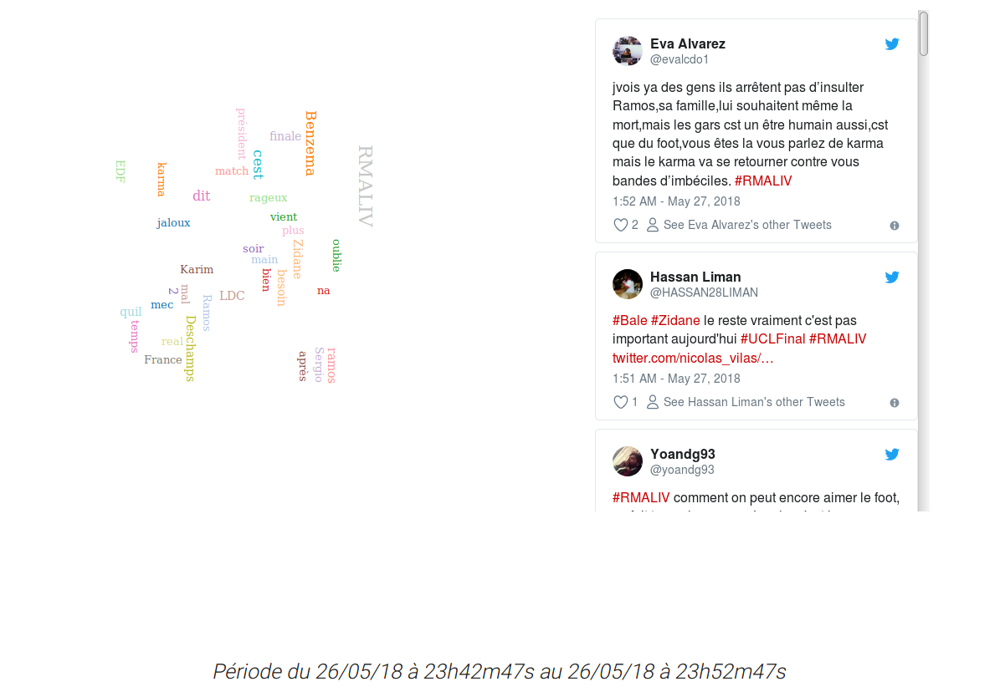 président
finale
Benzema
RMALIV
cest
EDF
karma
match
dit
rageux
jaloux
vient
plus
soir
main
Zidane
oublie
Karim
bien
besoin
na
2
mal
LDC
mec
Ramos
quil
temps
Deschamps
real
France
après
Sergio
ramos
Eva Alvarez
@evalcdo1
jvois ya des gens ils arrêtent pas d’insulter
Ramos,sa famille,lui souhaitent même la
mort,mais les gars cst un être humain aussi,cst
que du foot,vous êtes la vous parlez de karma
mais le karma va se retourner contre vous
bandes d’imbéciles. #RMALIV
1:52 AM - May 27, 2018
2 See Eva Alvarez's other Tweets
Hassan Liman
@HASSAN28LIMAN
#Bale #Zidane le reste vraiment c'est pas
important aujourd'hui #UCLFinal #RMALIV
twitter.com/nicolas_vilas/…
1:51 AM - May 27, 2018
1 See Hassan Liman's other Tweets
Yoandg93
@yoandg93
#RMALIV comment on peut encore aimer le foot,
Période du 26/05/18 à 23h42m47s au 26/05/18 à 23h52m47s